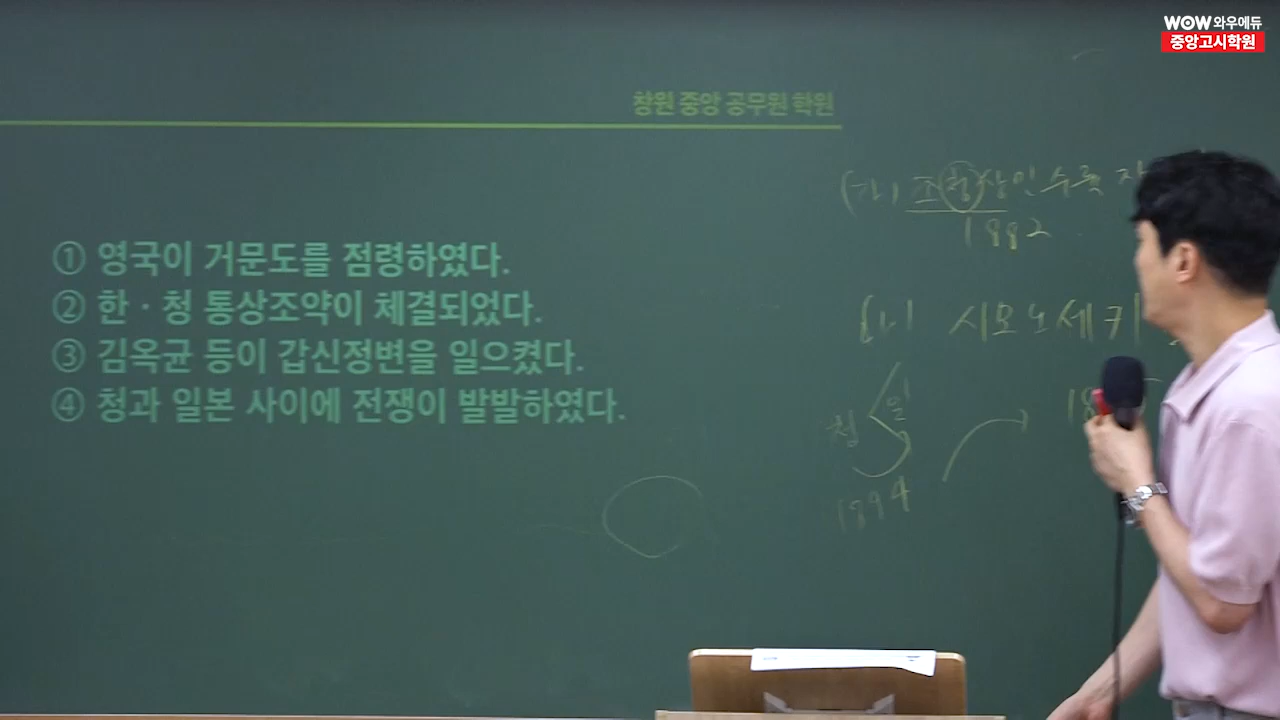 WOW와우에듀
중앙고시학원
창원 중앙 공무원 학원
① 영국이 거문도를 점령하였다.
② 한 · 청 통상조약이 체결되었다.
③ 김옥균 등이 갑신정변을 일으켰다.
④ 청과 일본 사이에 전쟁이 발발하였다.
(가) 조청상인수륙
1882
(나) 시모노세키
청 일
1894